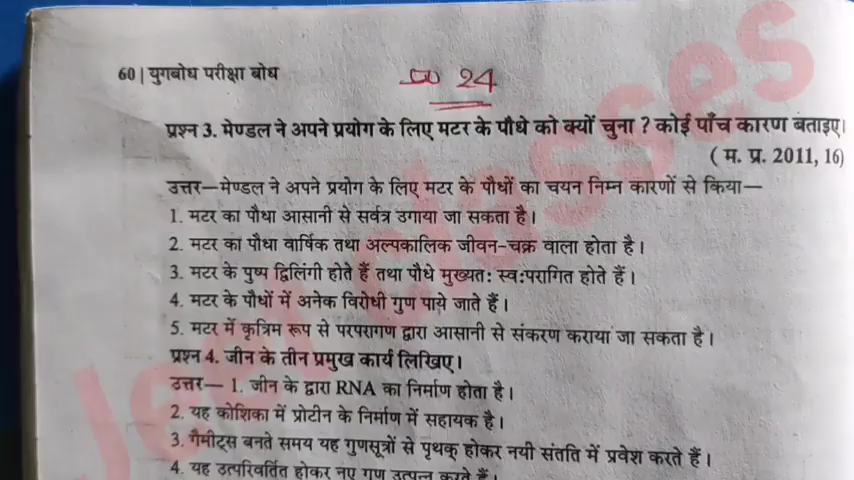 60 | युगबोध परीक्षा बोध
24
प्रश्न 3. मेण्डल ने अपने प्रयोग के लिए मटर के पौधे को क्यों चुना ? कोई पाँच कारण बताइए।
( म. प्र. 2011, 16)
उत्तर—मेण्डल ने अपने प्रयोग के लिए मटर के पौधों का चयन निम्न कारणों से किया—
1. मटर का पौधा आसानी से सर्वत्र उगाया जा सकता है।
2. मटर का पौधा वार्षिक तथा अल्पकालिक जीवन-चक्र वाला होता है।
3. मटर के पुष्प द्विलिंगी होते हैं तथा पौधे मुख्यतः स्व:परागित होते हैं।
4. मटर के पौधों में अनेक विरोधी गुण पाये जाते हैं।
5. मटर में कृत्रिम रूप से परपरागण द्वारा आसानी से संकरण कराया जा सकता है।
प्रश्न 4. जीन के तीन प्रमुख कार्य लिखिए।
उत्तर— 1. जीन के द्वारा RNA का निर्माण होता है।
2. यह कोशिका में प्रोटीन के निर्माण में सहायक है।
3. गैमीट्स बनते समय यह गुणसूत्रों से पृथक् होकर नयी संतति में प्रवेश करते हैं।
4. यह उत्परिवर्तित होकर नए गुण उत्पन्न करते हैं।
Jeet classes